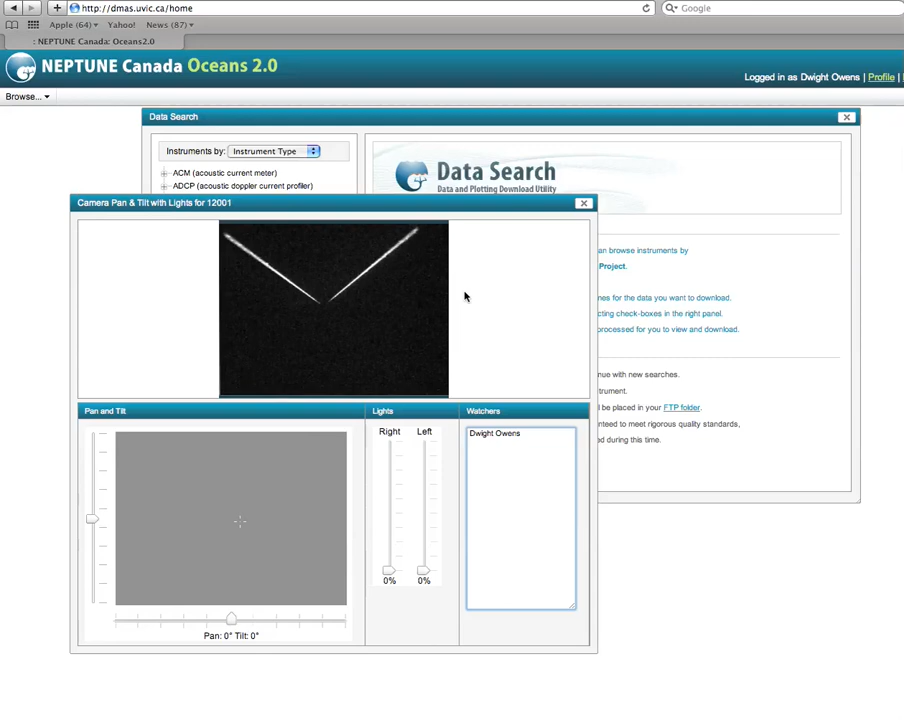 http://dmas.uvic.ca/home
Google
Apple (64) Yahoo! News (87)
: NEPTUNE Canada: Oceans2.0
NEPTUNE Canada Oceans 2.0
Logged in as Dwight Owens | Profile |
Browse...
Data Search
Instruments by: Instrument Type
ACM (acoustic current meter)
ADCP (acoustic doppler current profiler)
Data Search
Data and Plotting Download Utility
Camera Pan & Tilt with Lights for 12001
an browse instruments by
Project.
nes for the data you want to download.
cting check-boxes in the right panel.
processed for you to view and download.
nue with new searches.
trument.
l be placed in your FTP folder.
nteed to meet rigorous quality standards,
ed during this time.
Pan and Tilt
Lights
Watchers
Right Left
Dwight Owens
0% 0%
Pan: 0° Tilt: 0°